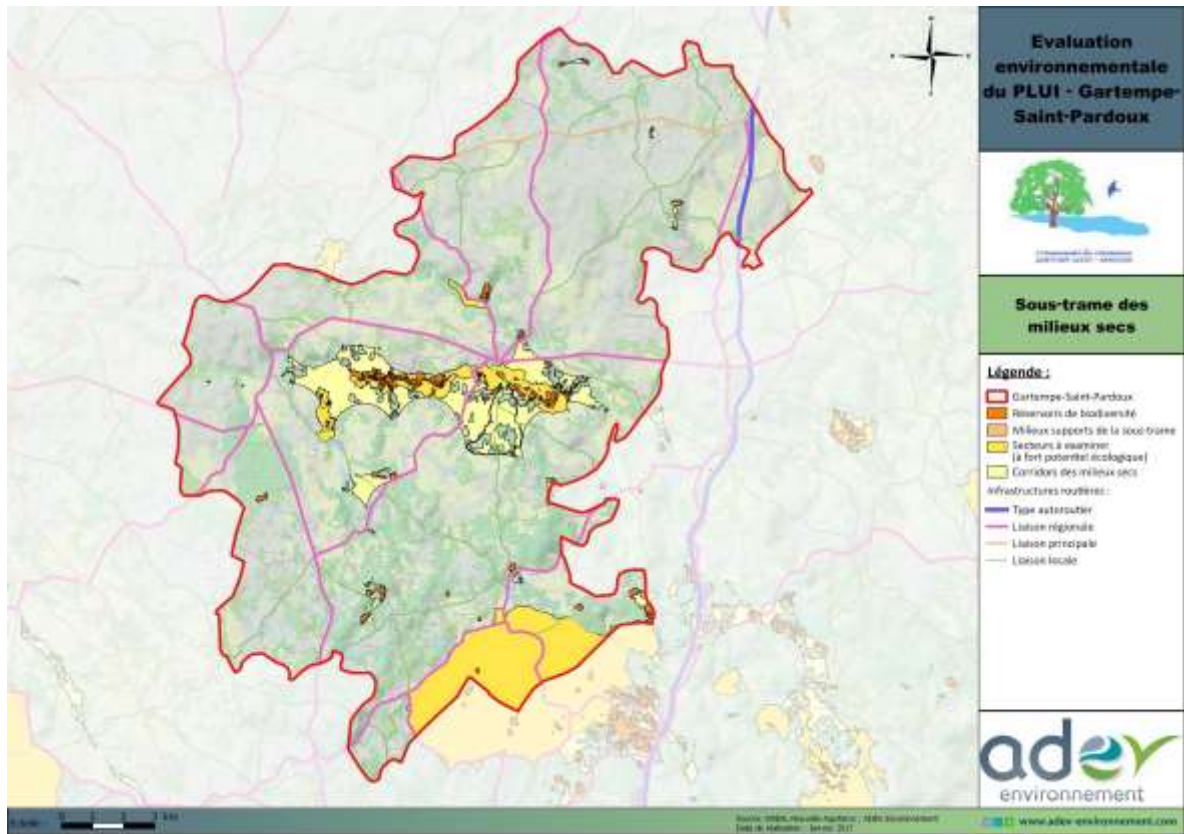 Evaluation
environnementale
du PLUI - Gartempe-
Saint-Pardoux
Sous-trame des
milieux secs
Légende :
Gartempe-Saint-Pardoux
Réservoirs de biodiversité
Milieux supports de la sous-trame
Secteurs à examiner
(à fort potentiel écologique)
Corridors des milieux secs
Infrastructures routières :
Type autoroutier
Liaison régionale
Liaison principale
Liaison locale
adev
environnement
www.adev-environnement.com